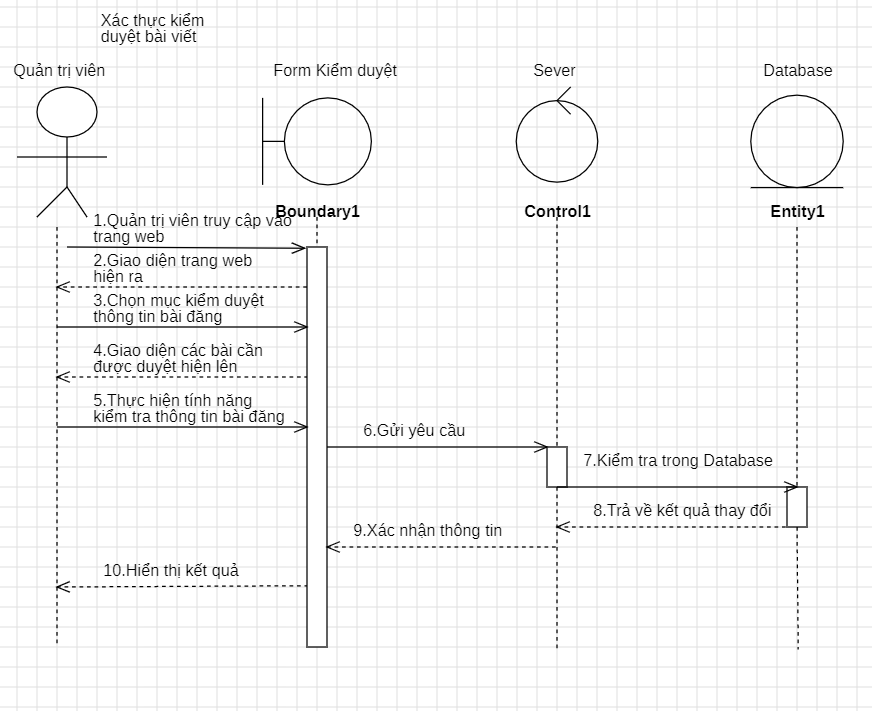 Xác thực kiểm
duyệt bài viết
Quản trị viên
Form Kiểm duyệt
Sever
Database
Boundary1
Control1
Entity1
1.Quản trị viên truy cập vào
trang web
2.Giao diện trang web
hiện ra
3.Chọn mục kiểm duyệt
thông tin bài đăng
4.Giao diện các bài cần
được duyệt hiện lên
5.Thực hiện tính năng
kiểm tra thông tin bài đăng
6.Gửi yêu cầu
7.Kiểm tra trong Database
8.Trả về kết quả thay đổi
9.Xác nhận thông tin
10.Hiển thị kết quả